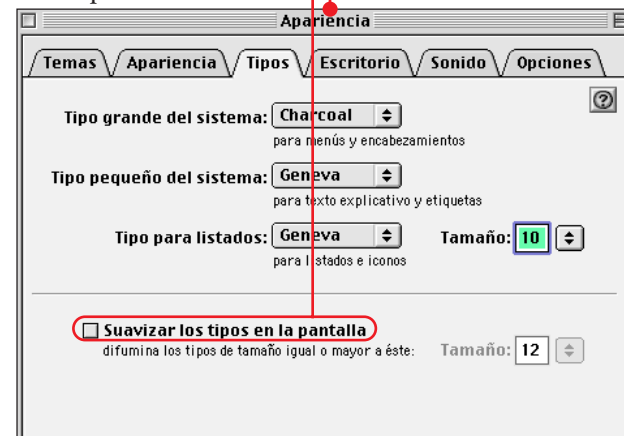 Apariencia
Temas Apariencia Tipos Escritorio Sonido Opciones
Tipo grande del sistema: Charcoal
para menús y encabezamientos
Tipo pequeño del sistema: Geneva
para texto explicativo y etiquetas
Tipo para listados: Geneva Tamaño: 10
para listados e iconos
Suavizar los tipos en la pantalla
difumina los tipos de tamaño igual o mayor a éste: Tamaño: 12